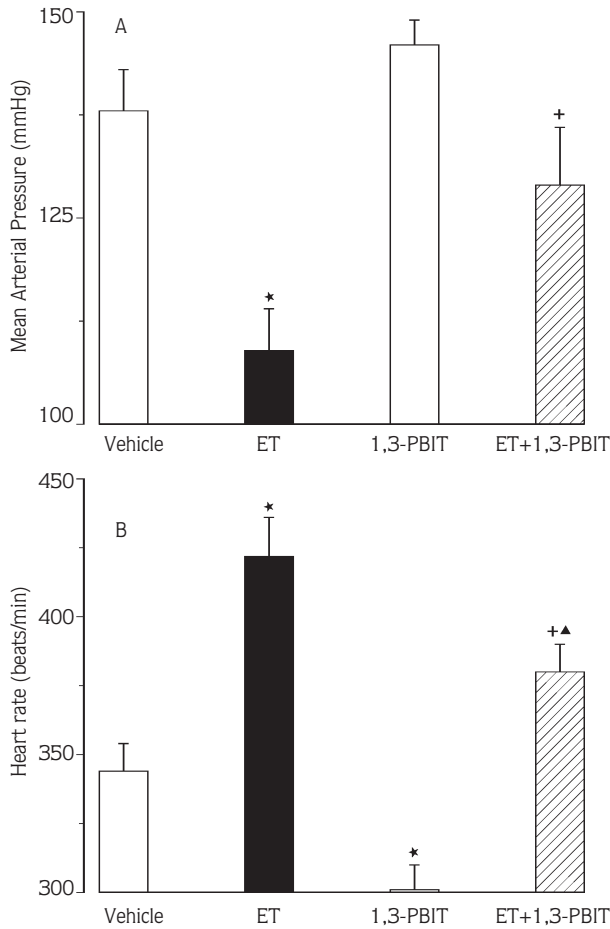 A
Mean Arterial Pressure (mmHg)
150
125
100
★
+
Vehicle ET 1,3-PBIT ET+1,3-PBIT
B
Heart rate (beats/min)
450
400
350
300
★
★
+▲
Vehicle ET 1,3-PBIT ET+1,3-PBIT